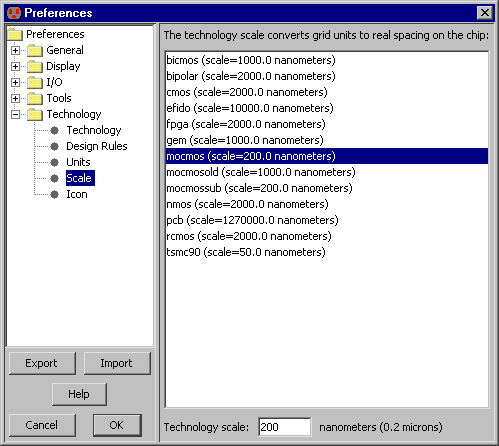 Preferences
Preferences
General
Display
I/O
Tools
Technology
Technology
Design Rules
Units
Scale
Icon
Export
Import
Help
Cancel
OK
The technology scale converts grid units to real spacing on the chip:
bicmos (scale=1000.0 nanometers)
bipolar (scale=2000.0 nanometers)
cmos (scale=2000.0 nanometers)
efido (scale=10000.0 nanometers)
fpga (scale=2000.0 nanometers)
gem (scale=1000.0 nanometers)
mocmos (scale=200.0 nanometers)
mocmosold (scale=1000.0 nanometers)
mocmossub (scale=200.0 nanometers)
nmos (scale=2000.0 nanometers)
pcb (scale=1270000.0 nanometers)
rcmos (scale=2000.0 nanometers)
tsmc90 (scale=50.0 nanometers)
Technology scale: 200 nanometers (0.2 microns)